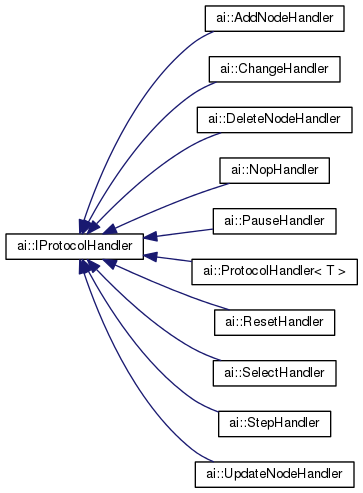 ai::AddNodeHandler
ai::ChangeHandler
ai::DeleteNodeHandler
ai::NopHandler
ai::PauseHandler
ai::IProtocolHandler
ai::ProtocolHandler< T >
ai::ResetHandler
ai::SelectHandler
ai::StepHandler
ai::UpdateNodeHandler